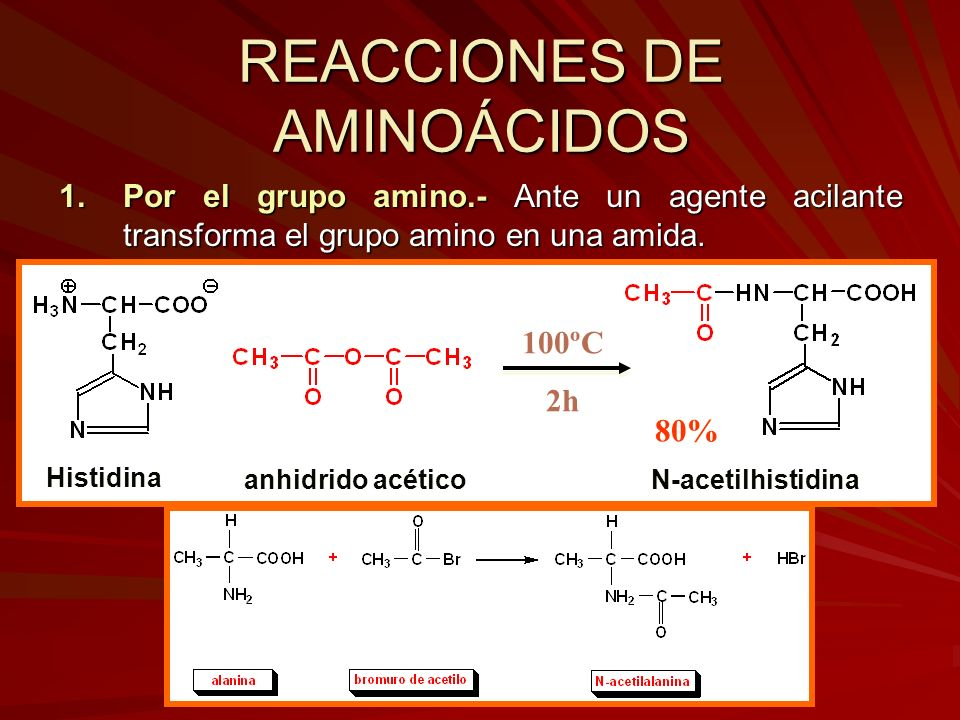 REACCIONES DE
AMINOÁCIDOS
1. Por el grupo amino.- Ante un agente acilante
transforma el grupo amino en una amida.
⊕ ⊖
H3N–CH–COO
CH2
NH
N
Histidina
CH3–C–O–C–CH3
O O
anhidrido acético
100ºC
2h
80%
CH3–C–HN–CH–COOH
O CH2
NH
N
N-acetilhistidina
H
CH3–C–COOH
NH2
alanina
+
O
CH3–C–Br
bromuro de acetilo
H
CH3–C–COOH
NH2–C–CH3
O
N-acetilalanina
+
HBr